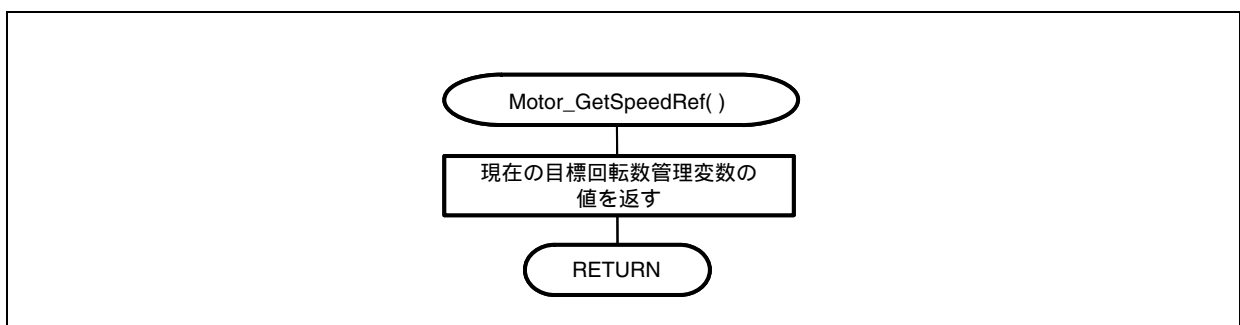 Motor_GetSpeedRef( )
現在の目標回転数管理変数の
値を返す
RETURN